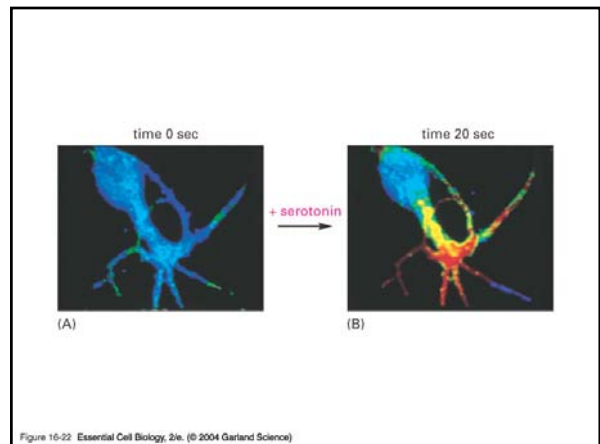 time 0 sec
time 20 sec
+ serotonin
(A)
(B)
Figure 16-22 Essential Cell Biology, 2/e. (© 2004 Garland Science)